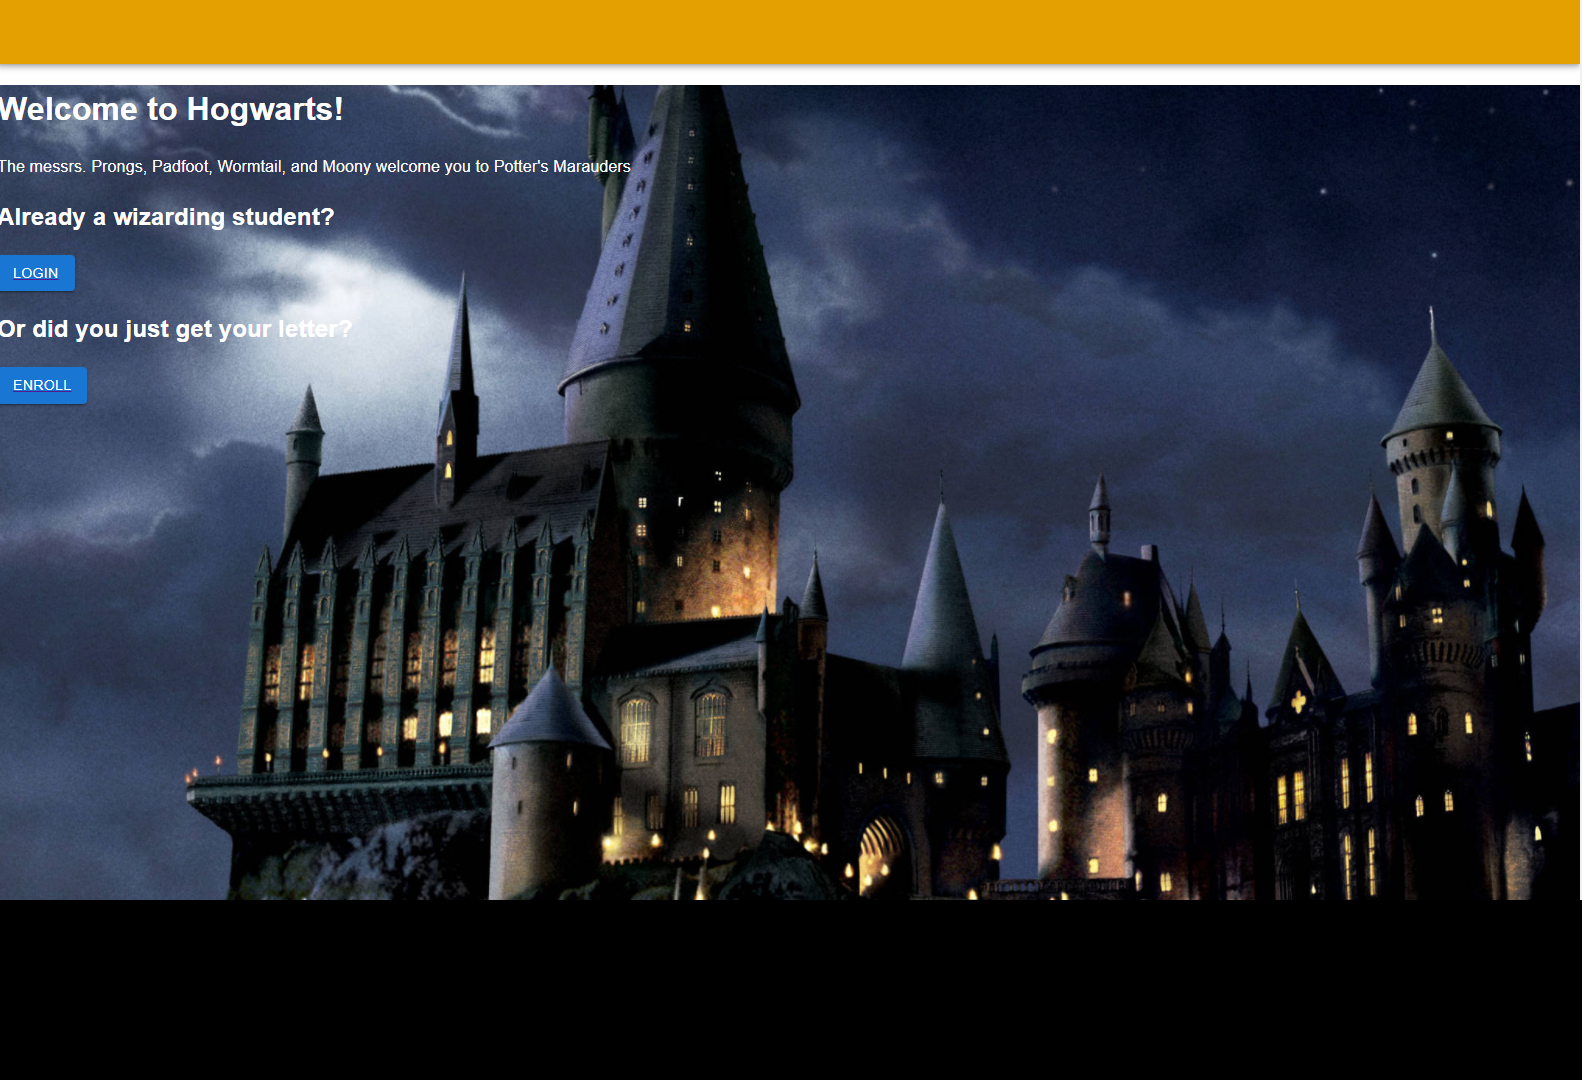 Welcome to Hogwarts!
The messrs. Prongs, Padfoot, Wormtail, and Moony welcome you to Potter's Marauders
Already a wizarding student?
LOGIN
Or did you just get your letter?
ENROLL